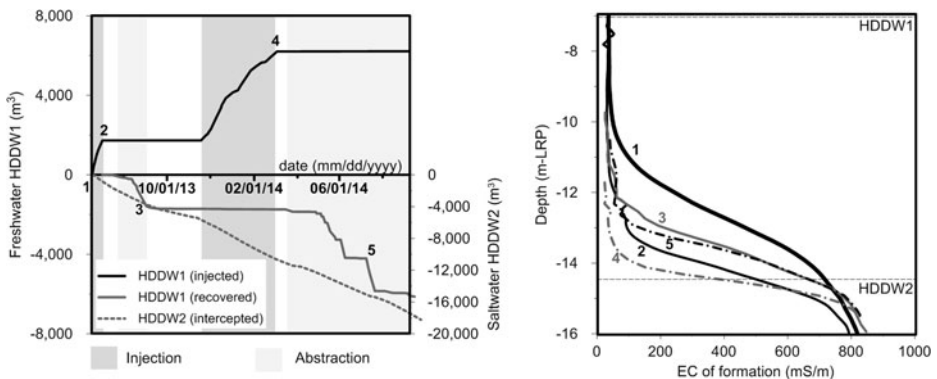 8,000
4
4,000
2
Freshwater HDDW1 (m³)
date (mm/dd/yyyy)
0
1
10/01/13
02/01/14
06/01/14
0
3
-4,000
5
-4,000
-8,000
-12,000
-16,000
-8,000
-20,000
Saltwater HDDW2 (m³)
HDDW1 (injected)
HDDW1 (recovered)
HDDW2 (intercepted)
Injection
Abstraction
HDDW1
-8
-10
1
Depth (m-LRP)
-12
3
5
2
4
-14
HDDW2
-16
0
200
400
600
800
1000
EC of formation (mS/m)